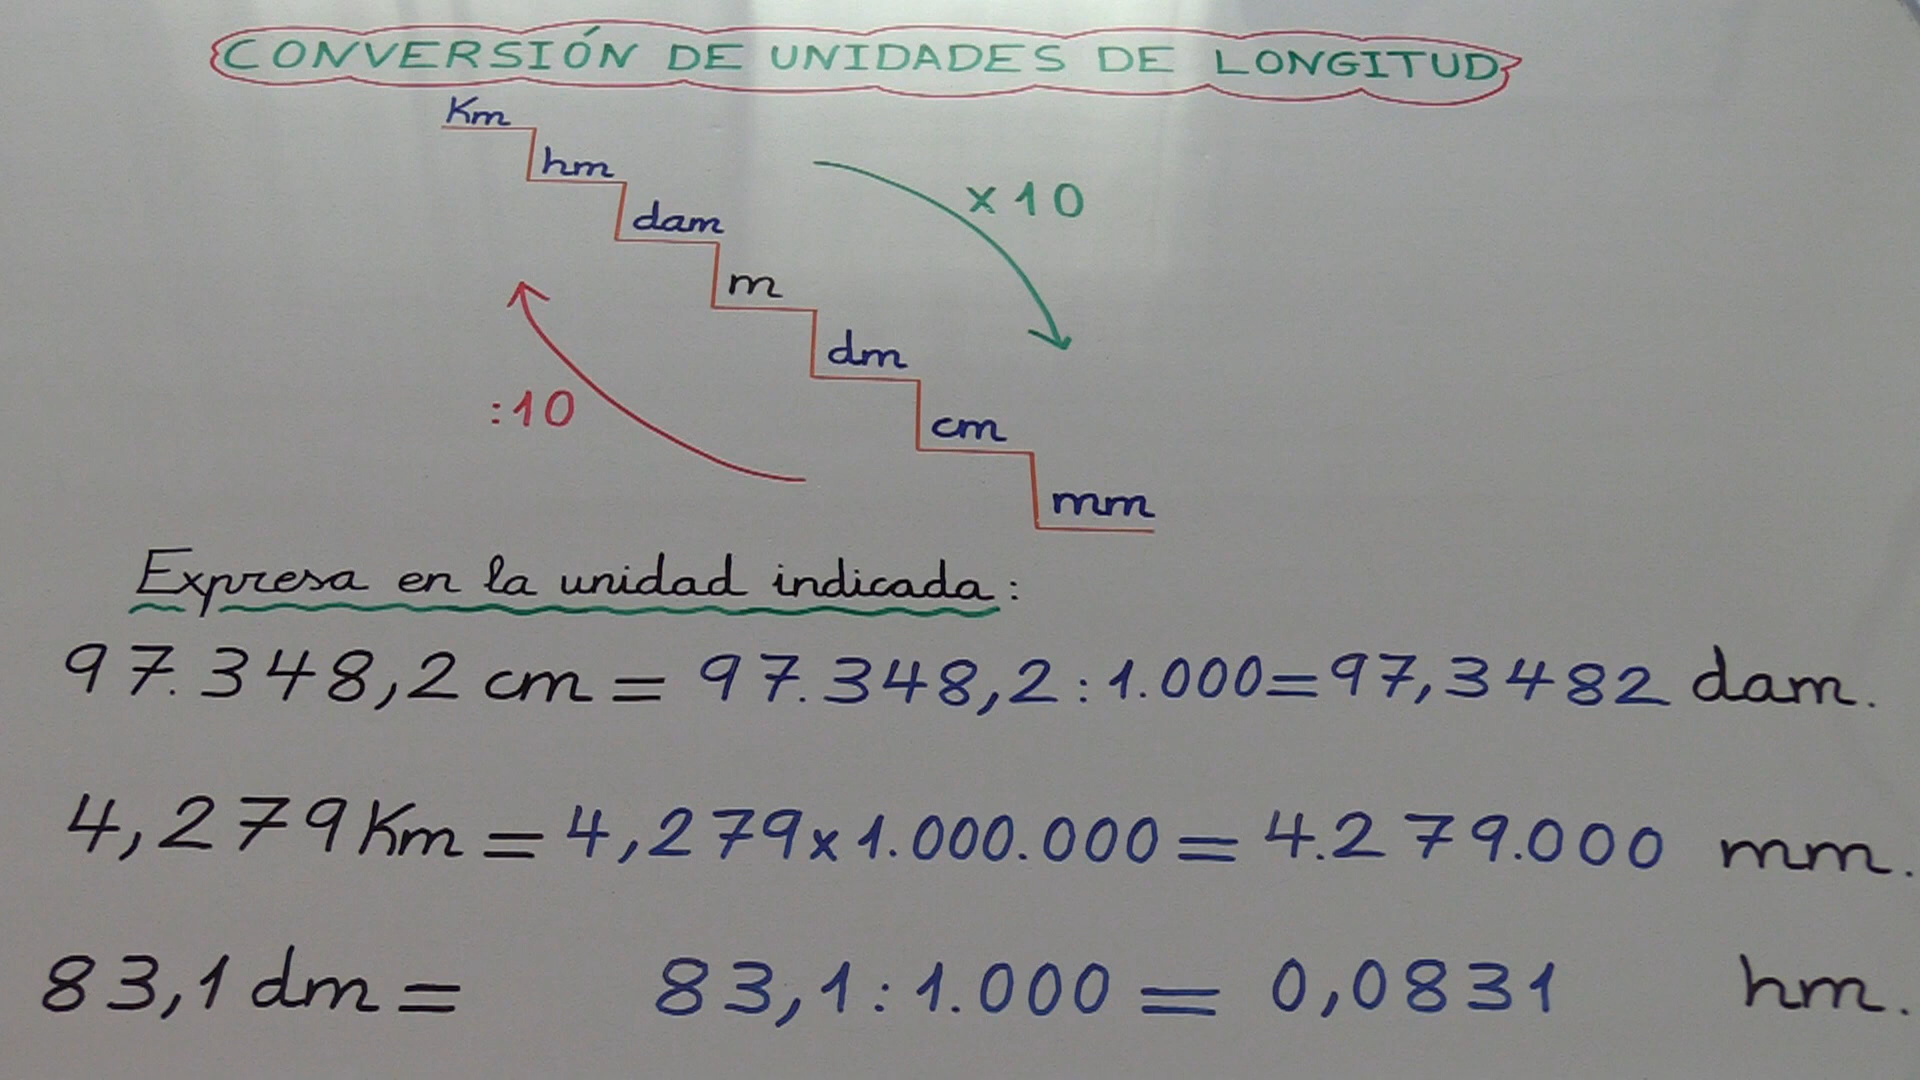 CONVERSIÓN DE UNIDADES DE LONGITUD
Km
hm
dam
x10
m
dm
:10
cm
mm
Expresa en la unidad indicada:
97.348,2 cm = 97.348,2:1.000=97,3482 dam.
4,279 Km = 4,279x1.000.000 = 4.279.000 mm.
83,1 dm = 83,1:1.000 = 0,0831 hm.